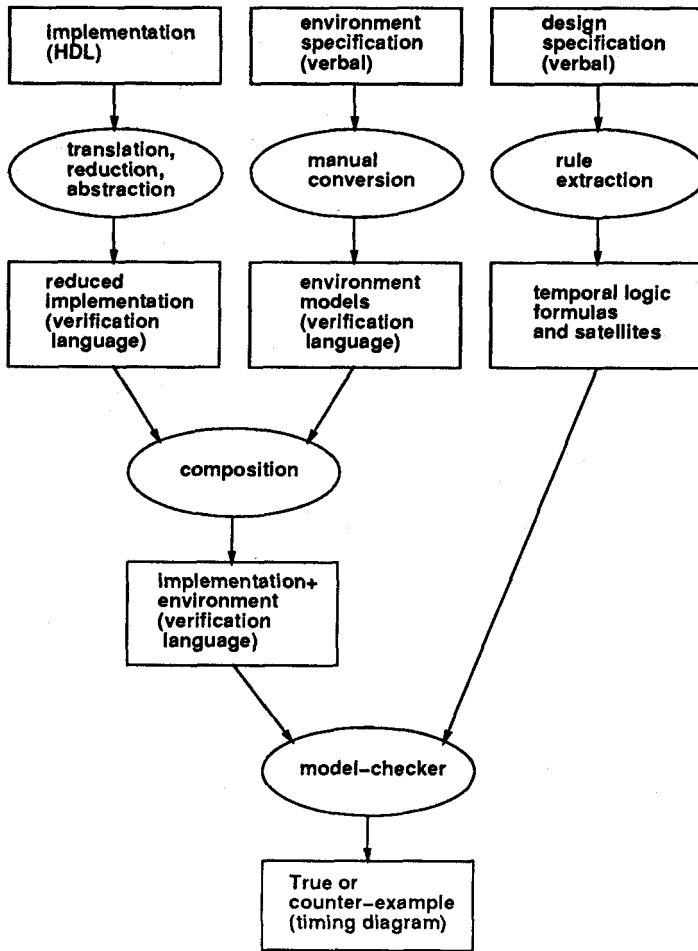 implementation
(HDL)
environment
specification
(verbal)
design
specification
(verbal)
translation,
reduction,
abstraction
manual
conversion
rule
extraction
reduced
implementation
(verification
language)
environment
models
(verification
language)
temporal logic
formulas
and satellites
composition
implementation+
environment
(verification
language)
model-checker
True or
counter-example
(timing diagram)